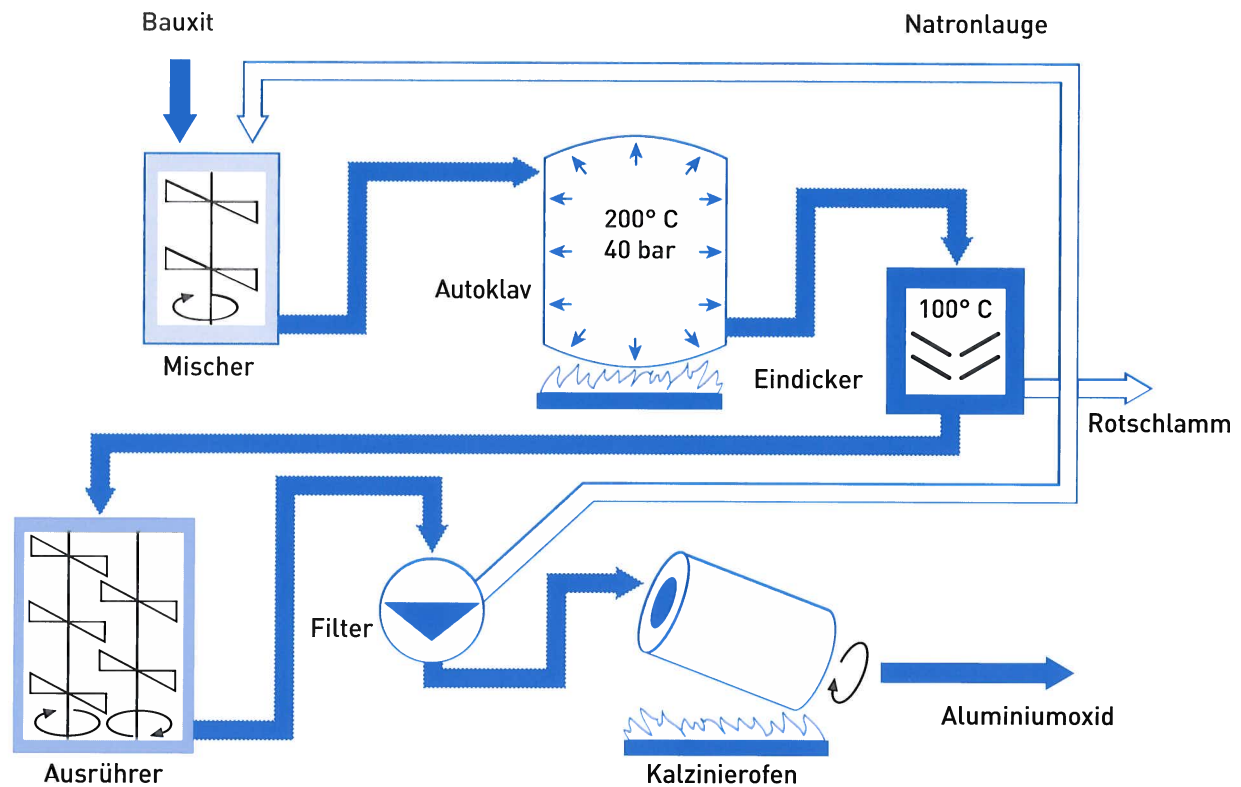 Bauxit
Natronlauge
200° C
40 bar
Autoklav
100° C
Mischer
Eindicker
Rotschlamm
Filter
Aluminiumoxid
Ausrührer
Kalzinierofen